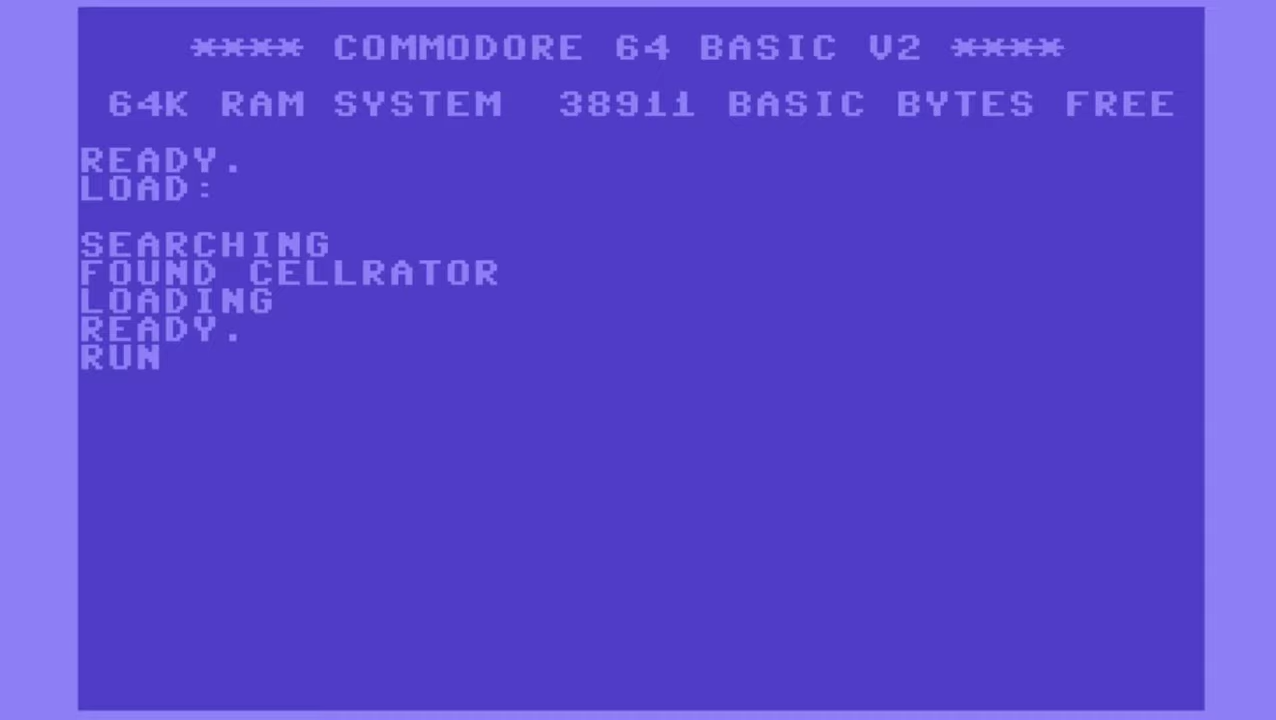 **** COMMODORE 64 BASIC V2 ****
64K RAM SYSTEM  38911 BASIC BYTES FREE
READY.
LOAD:
SEARCHING
FOUND CELLRATOR
LOADING
READY.
RUN